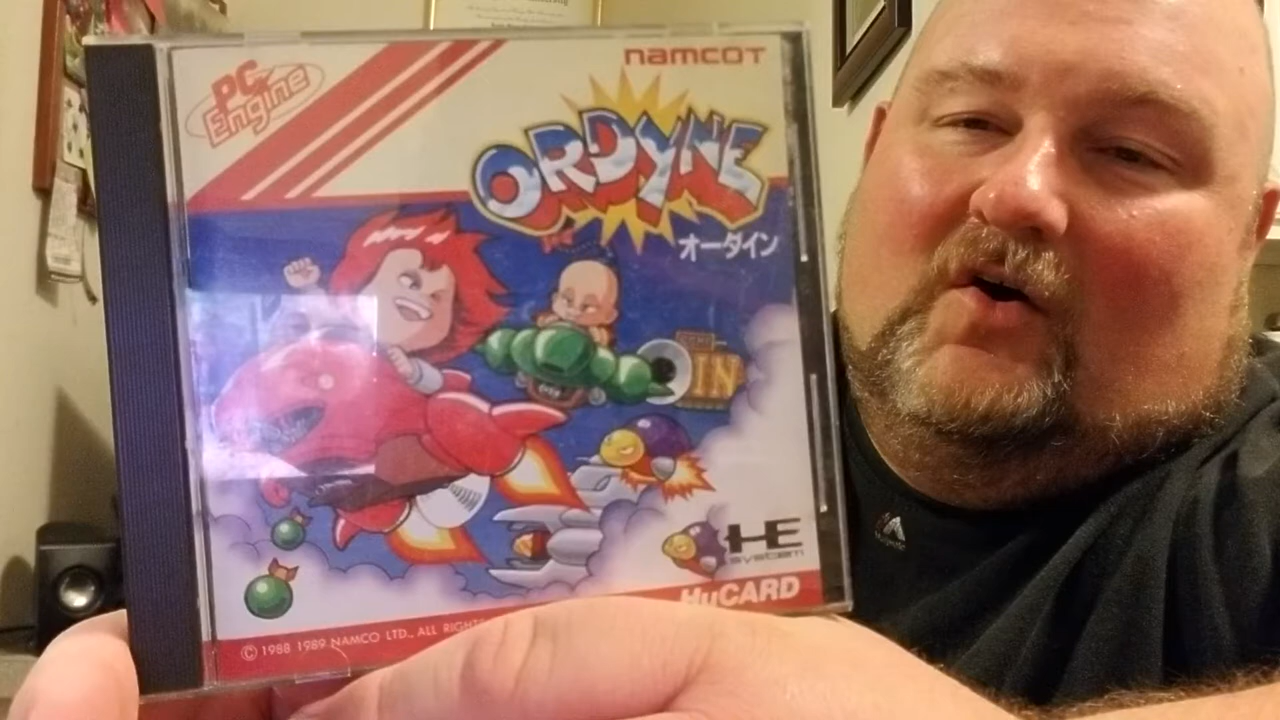 namcoT
PC Engine
ORDYNE
オーダイン
IN
HE
system
HuCARD
© 1988 1989 NAMCO LTD., ALL RIGHTS